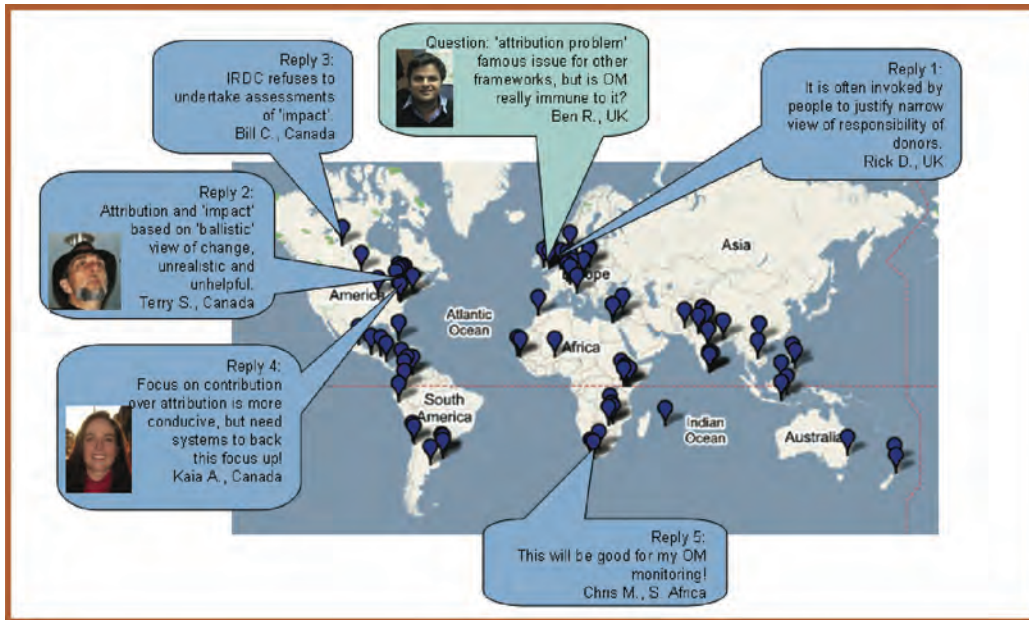 Question: 'attribution problem'
famous issue for other
frameworks, but is OM
really immune to it?
Ben R., UK
Reply 1:
It is often invoked by
people to justify narrow
view of responsibility of
donors.
Rick D., UK
Reply 3:
IRDC refuses to
undertake assessments
of 'impact'.
Bill C., Canada
Reply 2:
Attribution and 'impact'
based on 'ballistic'
view of change,
unrealistic and
unhelpful.
Terry S., Canada
Reply 4:
Focus on contribution
over attribution is more
conducive, but need
systems to back
this focus up!
Kaia A., Canada
Reply 5:
This will be good for my OM
monitoring!
Chris M., S. Africa
Asia
America
Atlantic
Ocean
Africa
South
America
Indian
Ocean
Australia